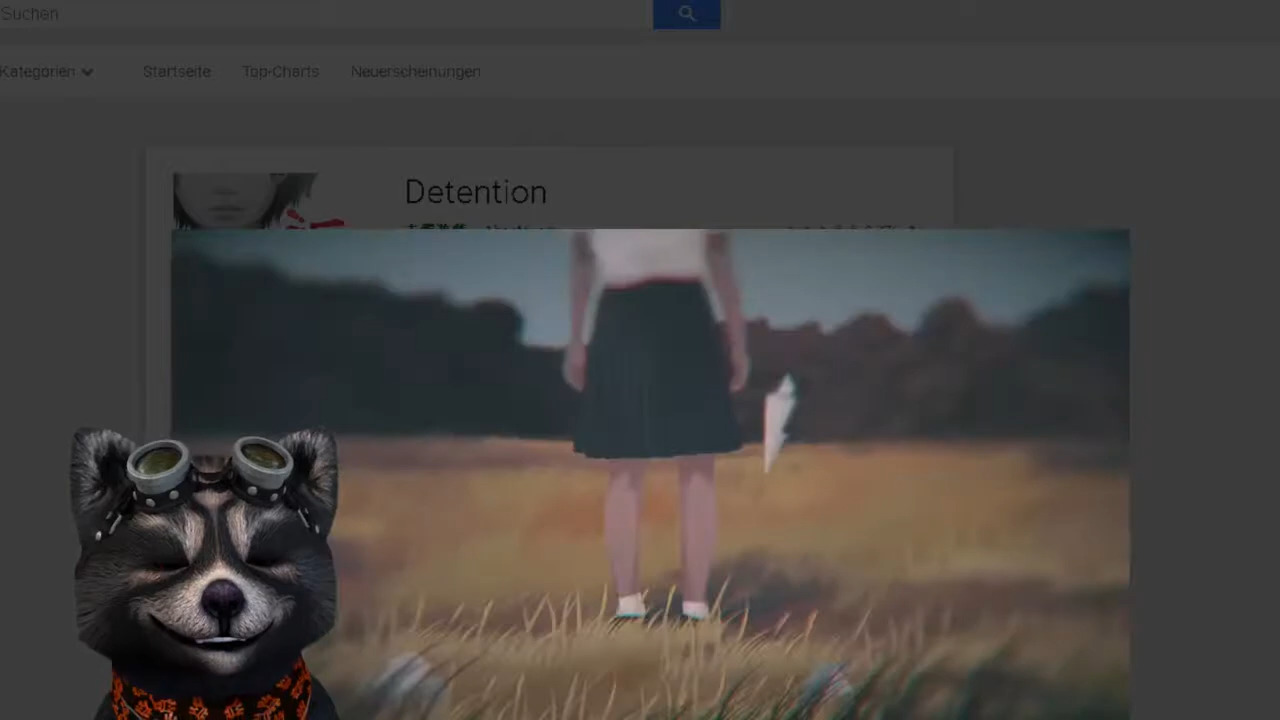 Suchen
Kategorien
Startseite
Top-Charts
Neuerscheinungen
Detention